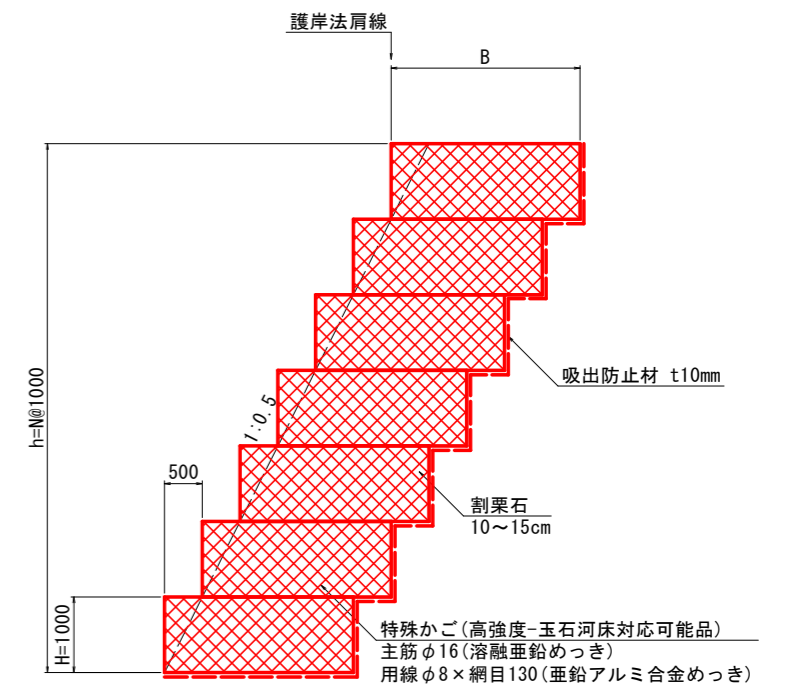 護岸法肩線
B
h=N@1000
吸出防止材 t10mm
1:0.5
500
割栗石
10～15cm
H=1000
特殊かご(高強度-玉石河床対応可能品)
主筋φ16(溶融亜鉛めっき)
用線φ8×網目130(亜鉛アルミ合金めっき)